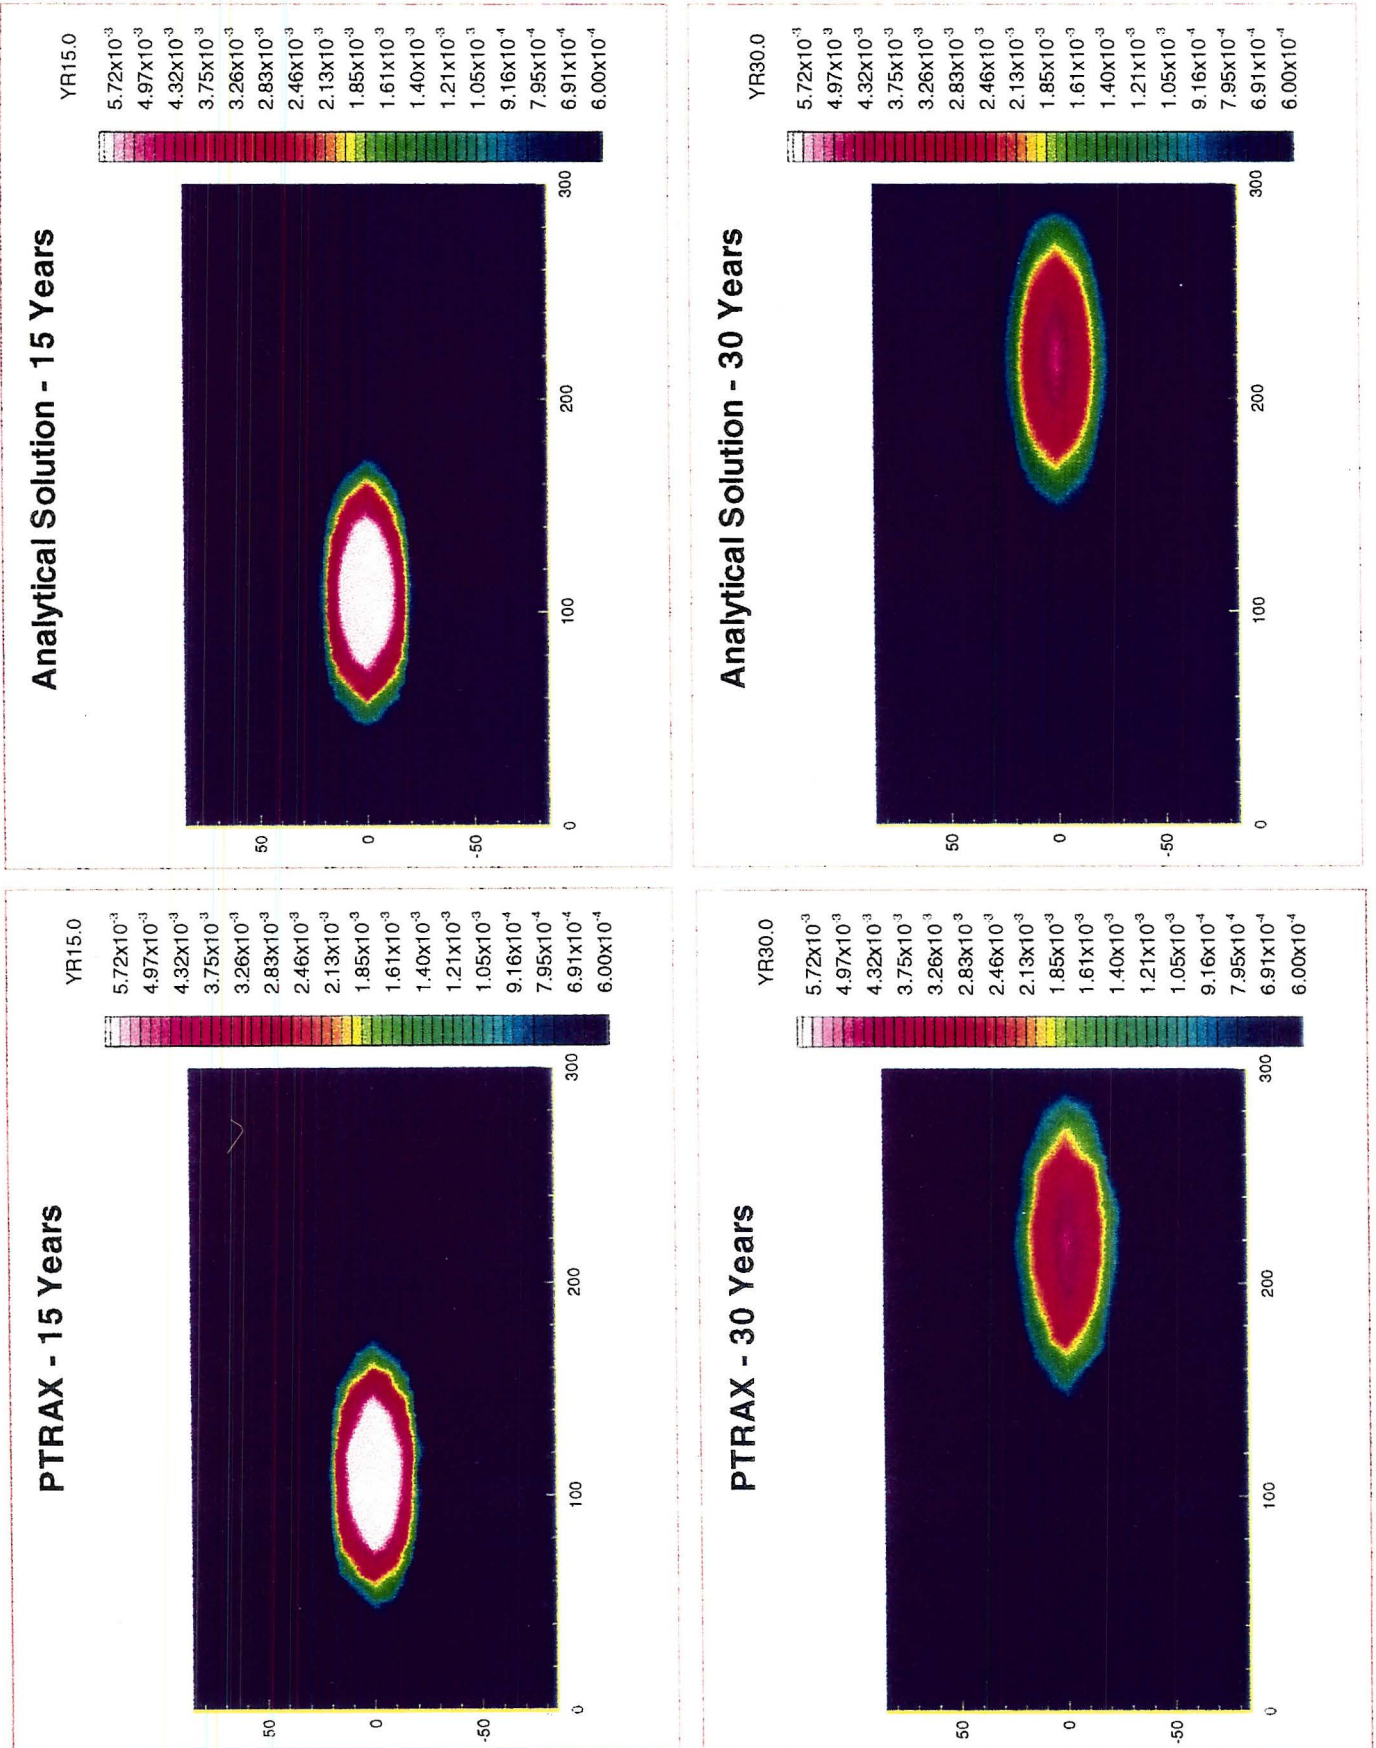 PTRAX - 15 Years
YR15.0
5.72x10⁻³
4.97x10⁻³
4.32x10⁻³
3.75x10⁻³
3.26x10⁻³
2.83x10⁻³
2.46x10⁻³
2.13x10⁻³
1.85x10⁻³
1.61x10⁻³
1.40x10⁻³
1.21x10⁻³
1.05x10⁻³
9.16x10⁻⁴
7.95x10⁻⁴
6.91x10⁻⁴
6.00x10⁻⁴
50
0
-50
0 100 200 300
Analytical Solution - 15 Years
YR15.0
5.72x10⁻³
4.97x10⁻³
4.32x10⁻³
3.75x10⁻³
3.26x10⁻³
2.83x10⁻³
2.46x10⁻³
2.13x10⁻³
1.85x10⁻³
1.61x10⁻³
1.40x10⁻³
1.21x10⁻³
1.05x10⁻³
9.16x10⁻⁴
7.95x10⁻⁴
6.91x10⁻⁴
6.00x10⁻⁴
50
0
-50
0 100 200 300
PTRAX - 30 Years
YR30.0
5.72x10⁻³
4.97x10⁻³
4.32x10⁻³
3.75x10⁻³
3.26x10⁻³
2.83x10⁻³
2.46x10⁻³
2.13x10⁻³
1.85x10⁻³
1.61x10⁻³
1.40x10⁻³
1.21x10⁻³
1.05x10⁻³
9.16x10⁻⁴
7.95x10⁻⁴
6.91x10⁻⁴
6.00x10⁻⁴
50
0
-50
0 100 200 300
Analytical Solution - 30 Years
YR30.0
5.72x10⁻³
4.97x10⁻³
4.32x10⁻³
3.75x10⁻³
3.26x10⁻³
2.83x10⁻³
2.46x10⁻³
2.13x10⁻³
1.85x10⁻³
1.61x10⁻³
1.40x10⁻³
1.21x10⁻³
1.05x10⁻³
9.16x10⁻⁴
7.95x10⁻⁴
6.91x10⁻⁴
6.00x10⁻⁴
50
0
-50
0 100 200 300